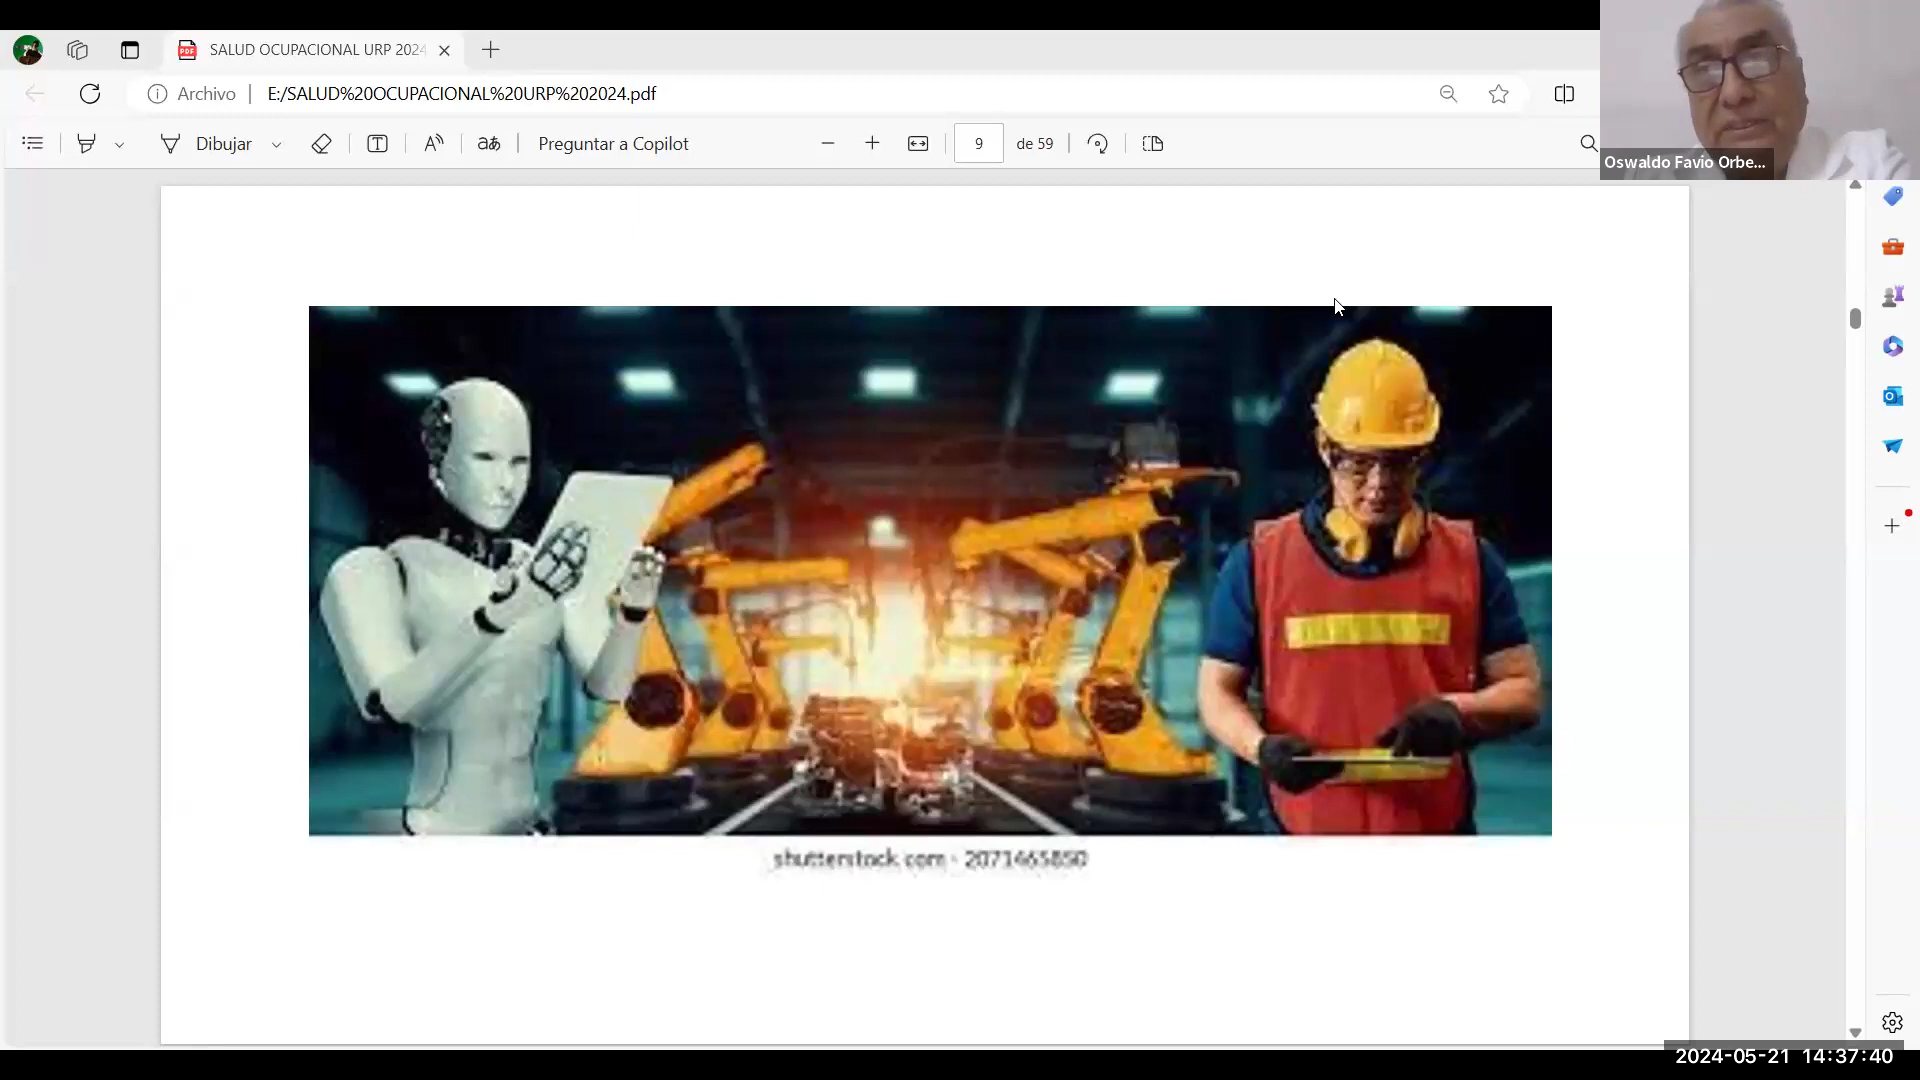 SALUD OCUPACIONAL URP 2024
Archivo
E:/SALUD%20OCUPACIONAL%20URP%202024.pdf
Dibujar
Preguntar a Copilot
9
de 59
Oswaldo Favio Orbe...
shutterstock.com · 2071465850
2024-05-21 14:37:40